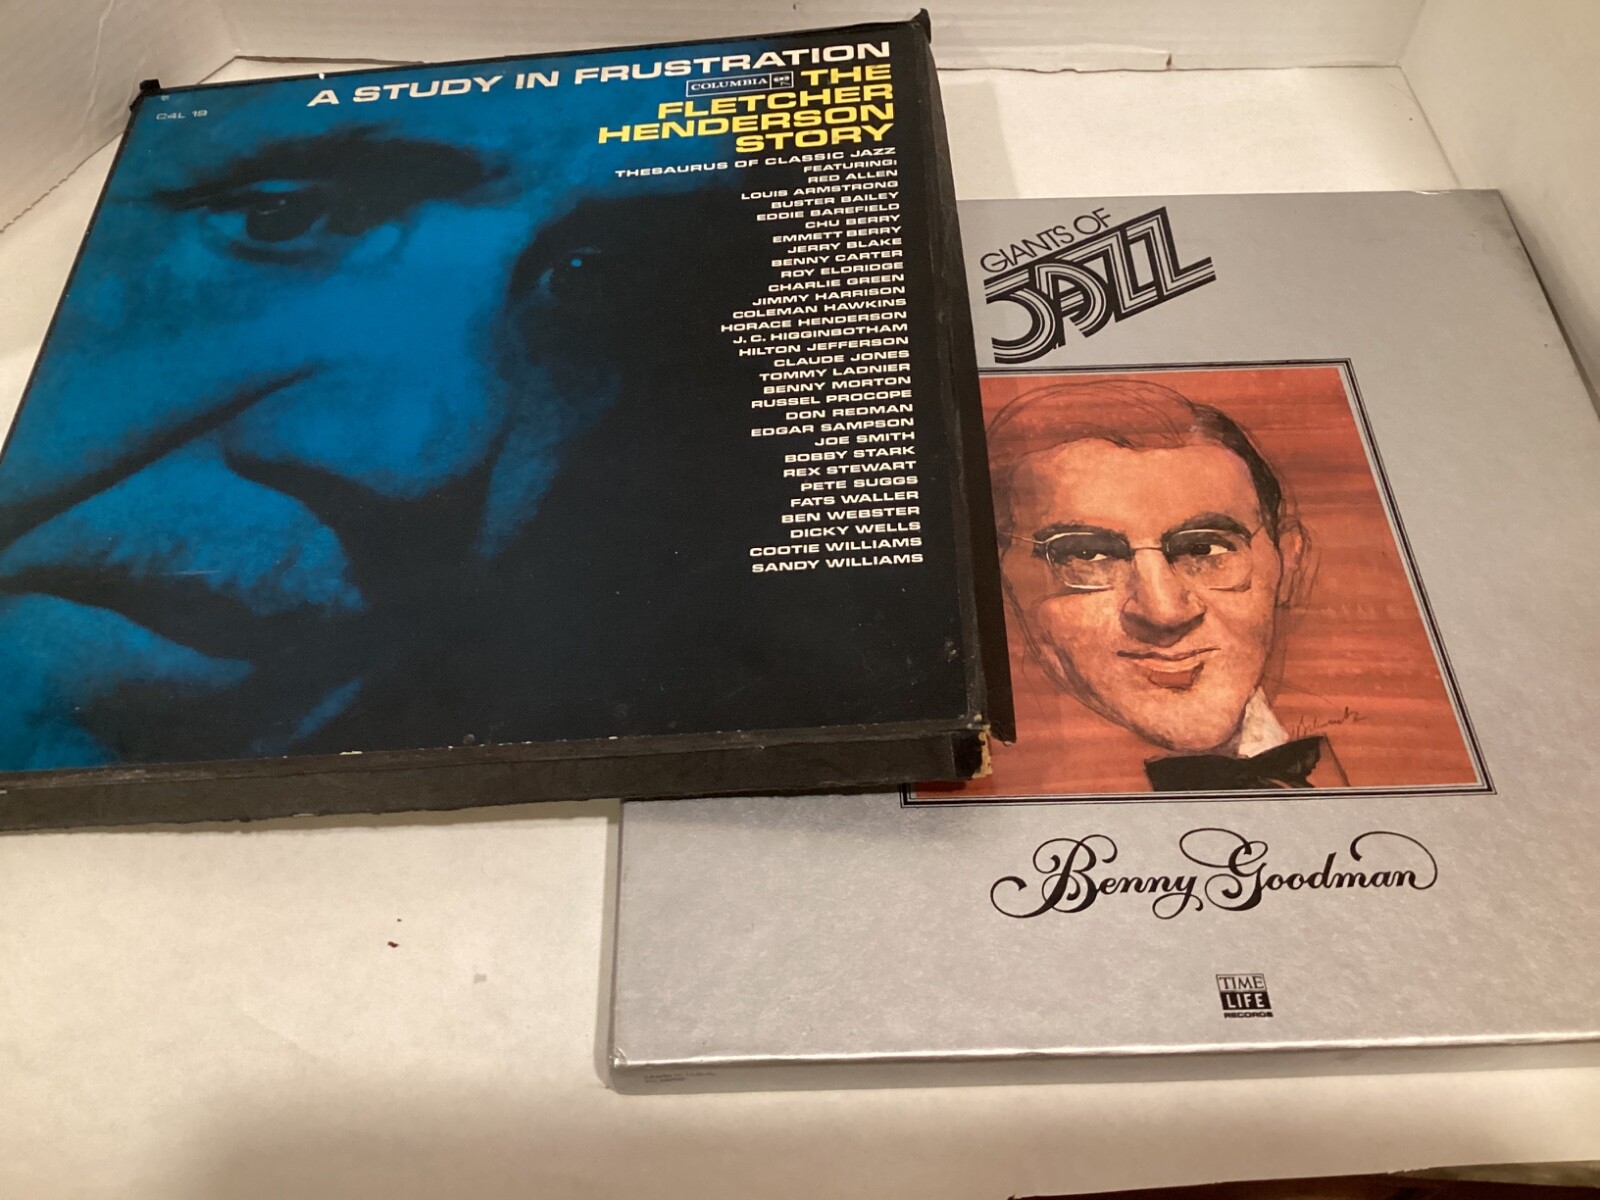 A STUDY IN FRUSTRATION
C4L 19
COLUMBIA
THE
FLETCHER
HENDERSON
STORY
THESAURUS OF CLASSIC JAZZ
FEATURING:
RED ALLEN
LOUIS ARMSTRONG
BUSTER BAILEY
EDDIE BAREFIELD
CHU BERRY
EMMETT BERRY
JERRY BLAKE
BENNY CARTER
ROY ELDRIDGE
CHARLIE GREEN
JIMMY HARRISON
COLEMAN HAWKINS
HORACE HENDERSON
J. C. HIGGINBOTHAM
HILTON JEFFERSON
CLAUDE JONES
TOMMY LADNIER
BENNY MORTON
RUSSEL PROCOPE
DON REDMAN
EDGAR SAMPSON
JOE SMITH
BOBBY STARK
REX STEWART
PETE SUGGS
FATS WALLER
BEN WEBSTER
DICKY WELLS
COOTIE WILLIAMS
SANDY WILLIAMS
GIANTS OF
JAZZ
Benny Goodman
TIME
LIFE
RECORDS